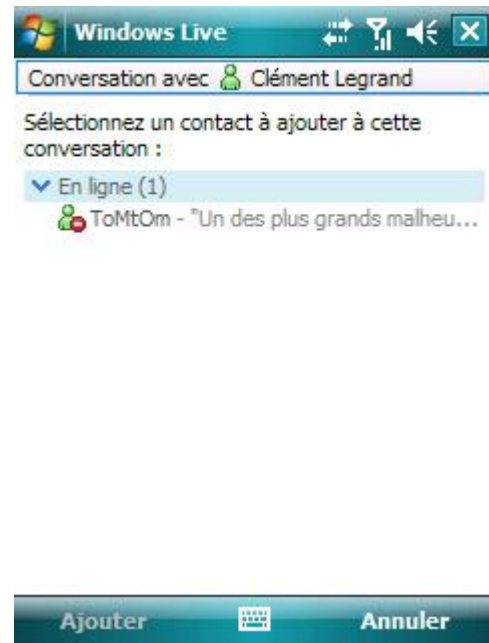 Windows Live
Conversation avec Clément Legrand
Sélectionnez un contact à ajouter à cette
conversation :
En ligne (1)
ToMtOm - "Un des plus grands malheu...
Ajouter Annuler